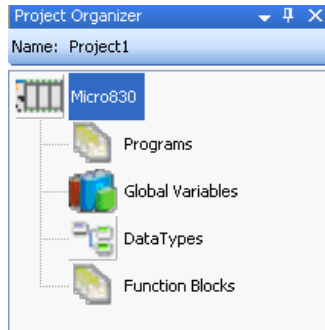 Project Organizer
Name: Project1
Micro830
Programs
Global Variables
DataTypes
Function Blocks